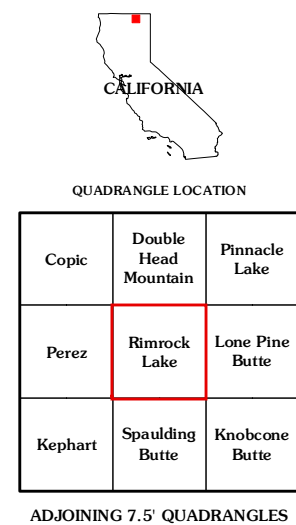 CALIFORNIA
QUADRANGLE LOCATION
Copic
Double
Head
Mountain
Pinnacle
Lake
Perez
Rimrock
Lake
Lone Pine
Butte
Kephart
Spaulding
Butte
Knobcone
Butte
ADJOINING 7.5' QUADRANGLES